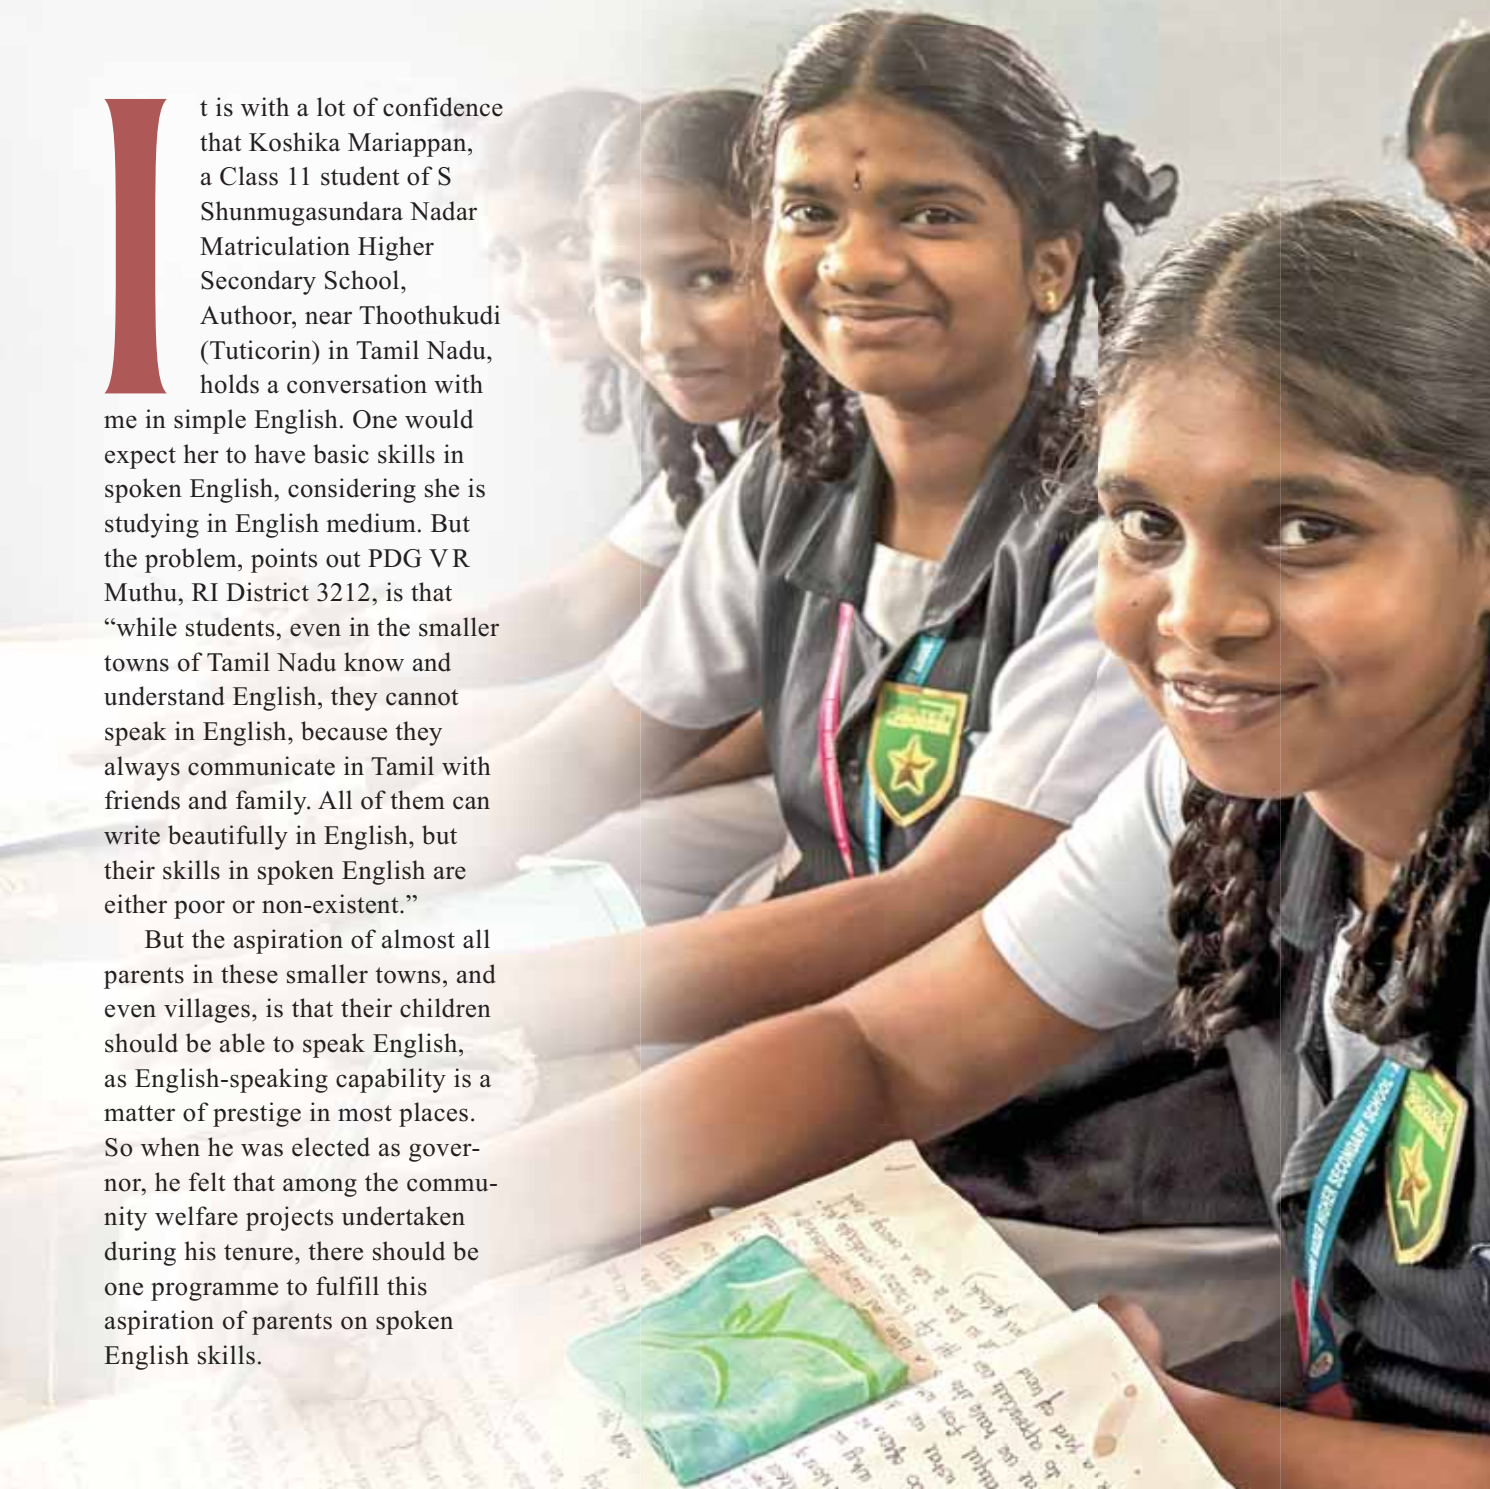 It is with a lot of confidence
that Koshika Mariappan,
a Class 11 student of S
Shunmugasundara Nadar
Matriculation Higher
Secondary School,
Authoor, near Thoothukudi
(Tuticorin) in Tamil Nadu,
holds a conversation with
me in simple English. One would
expect her to have basic skills in
spoken English, considering she is
studying in English medium. But
the problem, points out PDG V R
Muthu, RI District 3212, is that
“while students, even in the smaller
towns of Tamil Nadu know and
understand English, they cannot
speak in English, because they
always communicate in Tamil with
friends and family. All of them can
write beautifully in English, but
their skills in spoken English are
either poor or non-existent.”
But the aspiration of almost all
parents in these smaller towns, and
even villages, is that their children
should be able to speak English,
as English-speaking capability is a
matter of prestige in most places.
So when he was elected as gover-
nor, he felt that among the commu-
nity welfare projects undertaken
during his tenure, there should be
one programme to fulfill this
aspiration of parents on spoken
English skills.
HIGHER SECONDARY SCHOOL